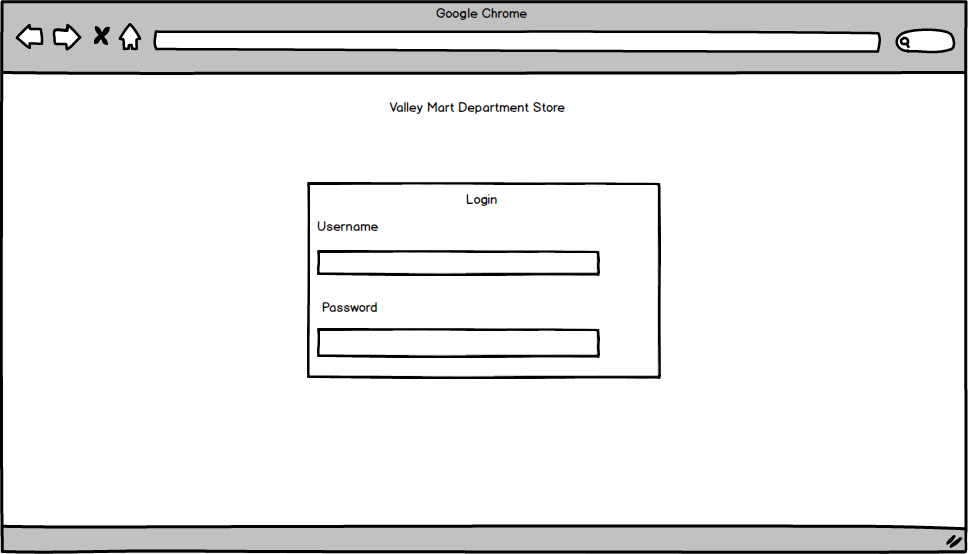 Google Chrome
Valley Mart Department Store
Login
Username
Password